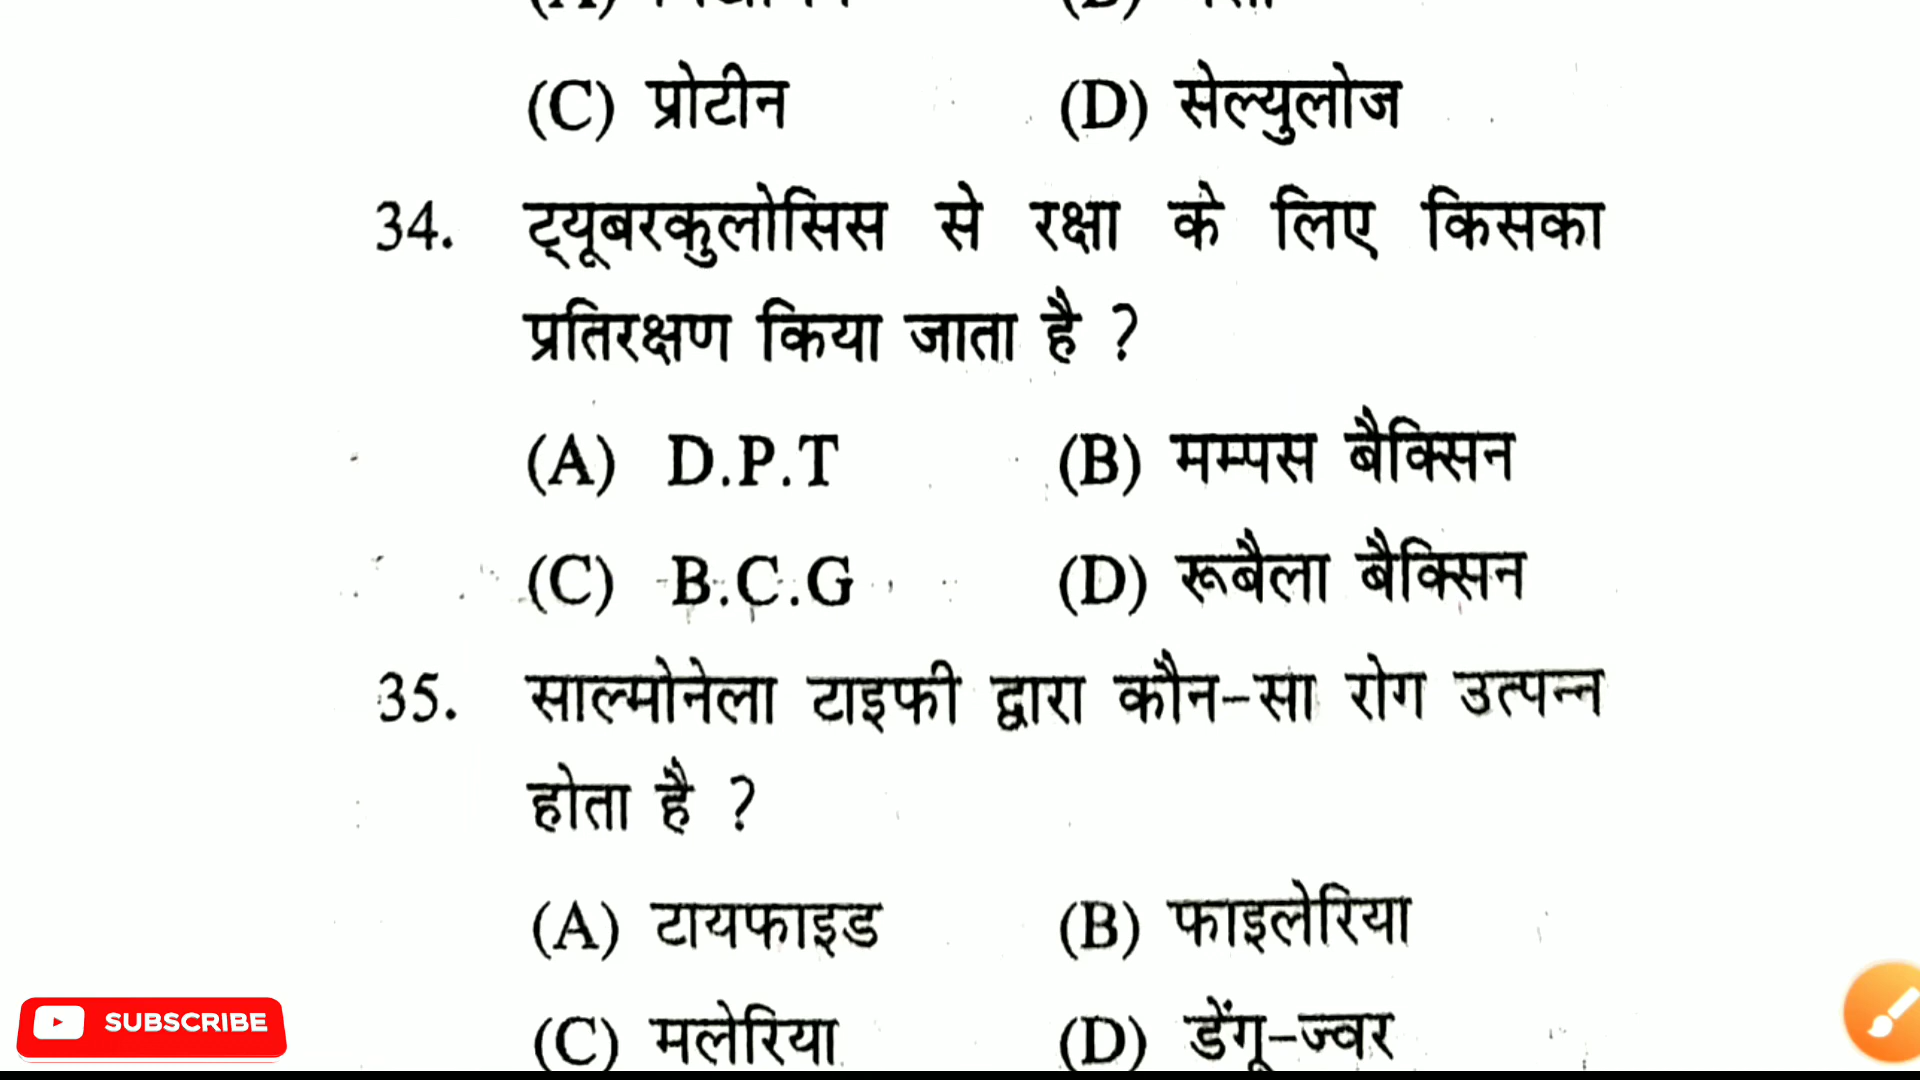 (C) प्रोटीन (D) सेल्युलोज
34. ट्यूबरकुलोसिस से रक्षा के लिए किसका
प्रतिरक्षण किया जाता है ?
(A) D.P.T (B) मम्पस बैक्सिन
(C) B.C.G (D) रूबैला बैक्सिन
35. साल्मोनेला टाइफी द्वारा कौन-सा रोग उत्पन्न
होता है ?
(A) टायफाइड (B) फाइलेरिया
(C) मलेरिया (D) डेंगू-ज्वर
SUBSCRIBE